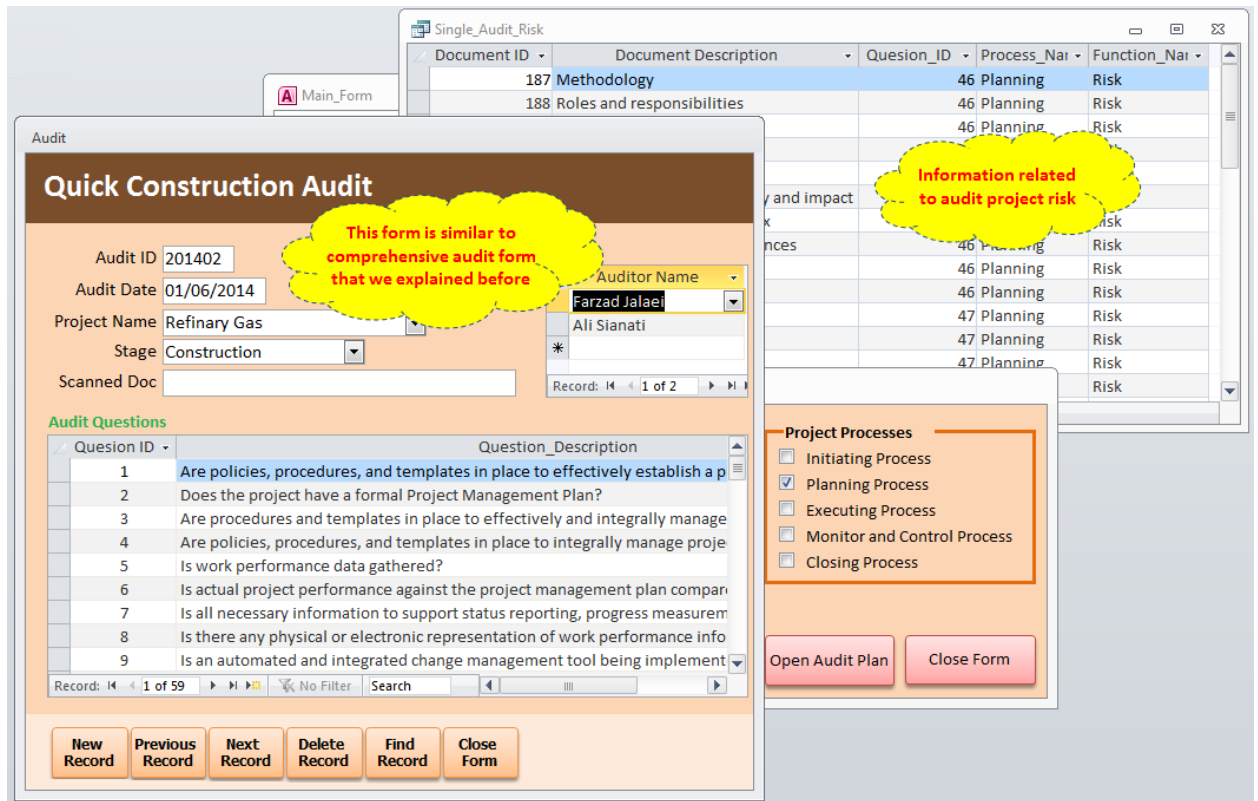 Single_Audit_Risk
Document ID Document Description Quesion_ID Process_Nar Function_Nar
187 Methodology 46 Planning Risk
188 Roles and responsibilities 46 Planning Risk
46 Planning Risk
Information related
to audit project risk
y and impact
x isk
nces 46 Planning Risk
46 Planning Risk
46 Planning Risk
47 Planning Risk
47 Planning Risk
47 Planning Risk
Risk
Main_Form
Audit
Quick Construction Audit
This form is similar to
comprehensive audit form
that we explained before
Audit ID 201402
Audit Date 01/06/2014
Project Name Refinary Gas
Stage Construction
Scanned Doc
Auditor Name
Farzad Jalaei
Ali Sianati
Record: 1 of 2
Audit Questions
Quesion ID Question_Description
1 Are policies, procedures, and templates in place to effectively establish a p
2 Does the project have a formal Project Management Plan?
3 Are procedures and templates in place to effectively and integrally manage
4 Are policies, procedures, and templates in place to integrally manage proje
5 Is work performance data gathered?
6 Is actual project performance against the project management plan compar
7 Is all necessary information to support status reporting, progress measurem
8 Is there any physical or electronic representation of work performance info
9 Is an automated and integrated change management tool being implement
Record: 1 of 59 No Filter Search
New Record
Previous Record
Next Record
Delete Record
Find Record
Close Form
Project Processes
Initiating Process
Planning Process
Executing Process
Monitor and Control Process
Closing Process
Open Audit Plan
Close Form